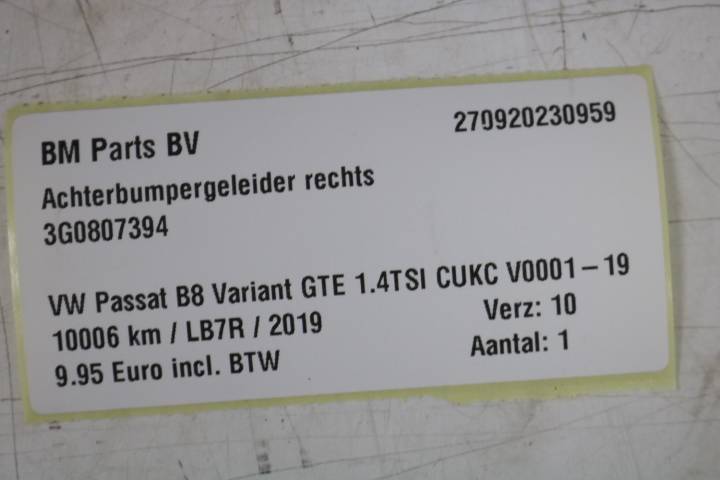 BM Parts BV 270920230959
Achterbumpergeleider rechts
3G0807394
VW Passat B8 Variant GTE 1.4TSI CUKC V0001-19
10006 km / LB7R / 2019 Verz: 10
9.95 Euro incl. BTW Aantal: 1